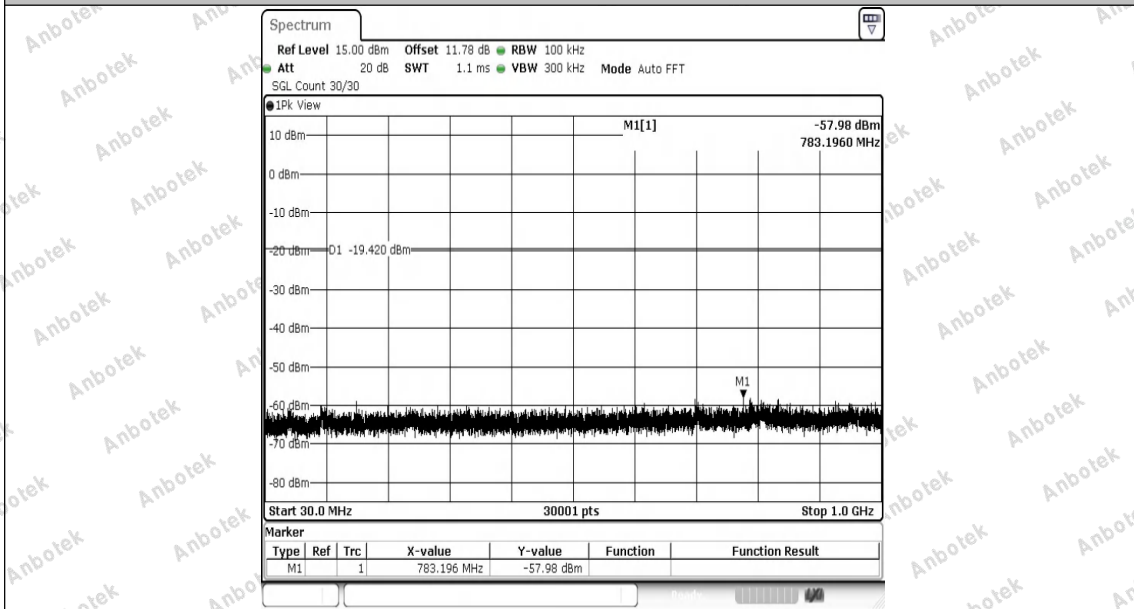 Spectrum
Ref Level 15.00 dBm Offset 11.78 dB RBW 100 kHz
Att 20 dB SWT 1.1 ms VBW 300 kHz Mode Auto FFT
SGL Count 30/30
1Pk View
M1[1] -57.98 dBm
783.1960 MHz
10 dBm
0 dBm
-10 dBm
-20 dBm
D1 -19.420 dBm
-30 dBm
-40 dBm
-50 dBm
M1
-60 dBm
-70 dBm
-80 dBm
Start 30.0 MHz 30001 pts Stop 1.0 GHz
Marker
Type Ref Trc X-value Y-value Function Function Result
M1 1 783.196 MHz -57.98 dBm
Ready
Anbotek